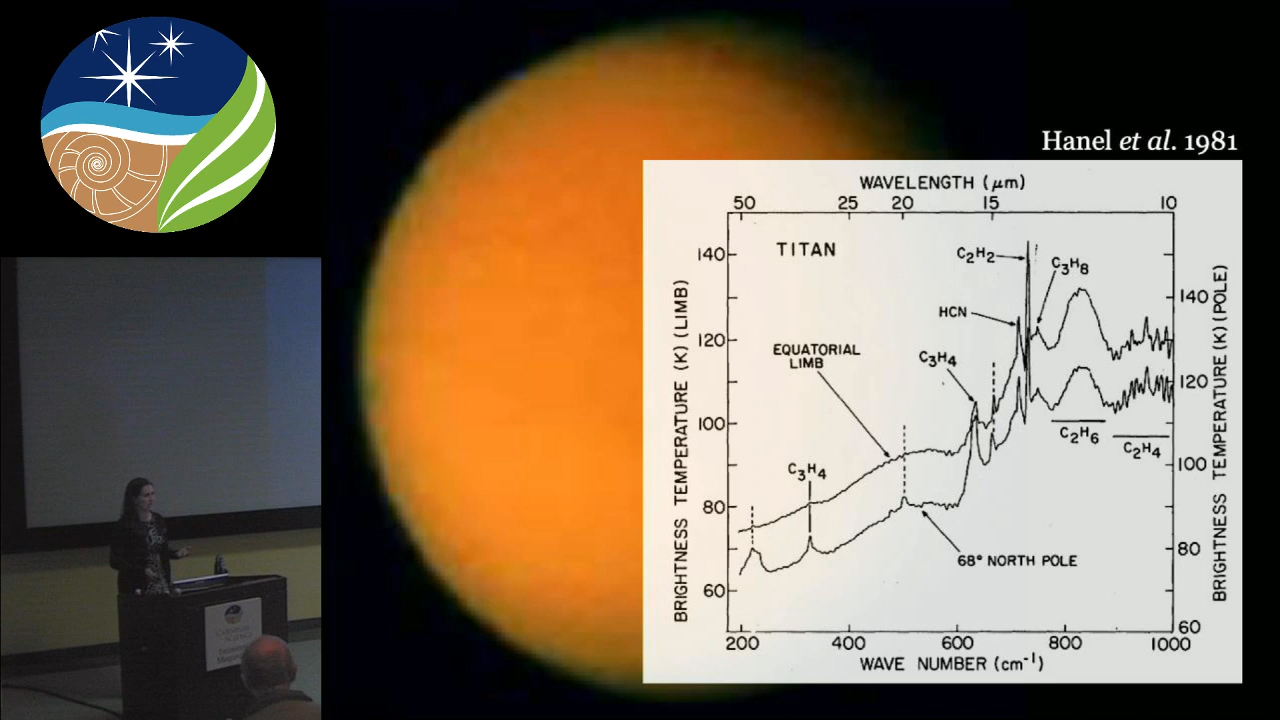 Hanel et al. 1981
WAVELENGTH (μm)
50 25 20 15 10
TITAN
C2H2
C3H8
HCN
C3H4
EQUATORIAL
LIMB
C3H4
C2H6
C2H4
68° NORTH POLE
BRIGHTNESS TEMPERATURE (K) (LIMB)
140
120
100
80
60
BRIGHTNESS TEMPERATURE (K) (POLE)
140
120
100
80
60
200 400 600 800 1000
WAVE NUMBER (cm⁻¹)